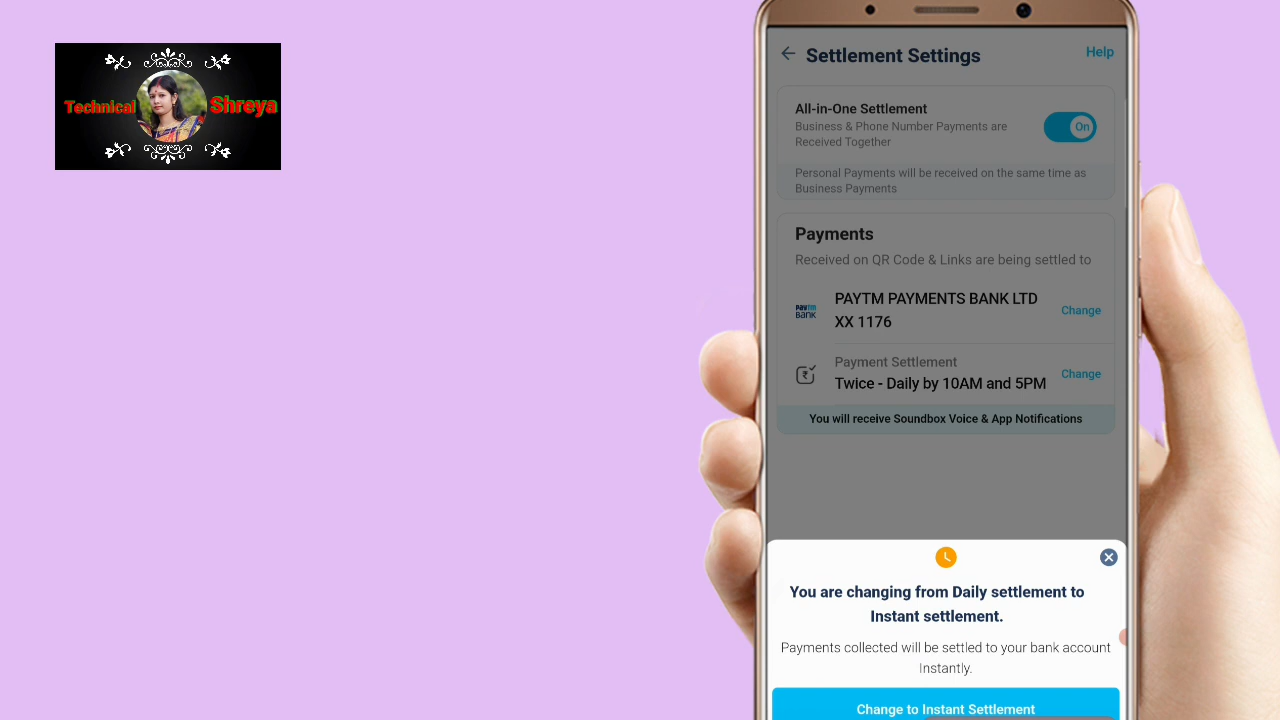 Technical Shreya
Settlement Settings
Help
All-in-One Settlement
Business & Phone Number Payments are
Received Together
On
Personal Payments will be received on the same time as
Business Payments
Payments
Received on QR Code & Links are being settled to
paytm
BANK
PAYTM PAYMENTS BANK LTD
XX 1176
Change
Payment Settlement
Twice - Daily by 10AM and 5PM
Change
You will receive Soundbox Voice & App Notifications
You are changing from Daily settlement to
Instant settlement.
Payments collected will be settled to your bank account
Instantly.
Change to Instant Settlement